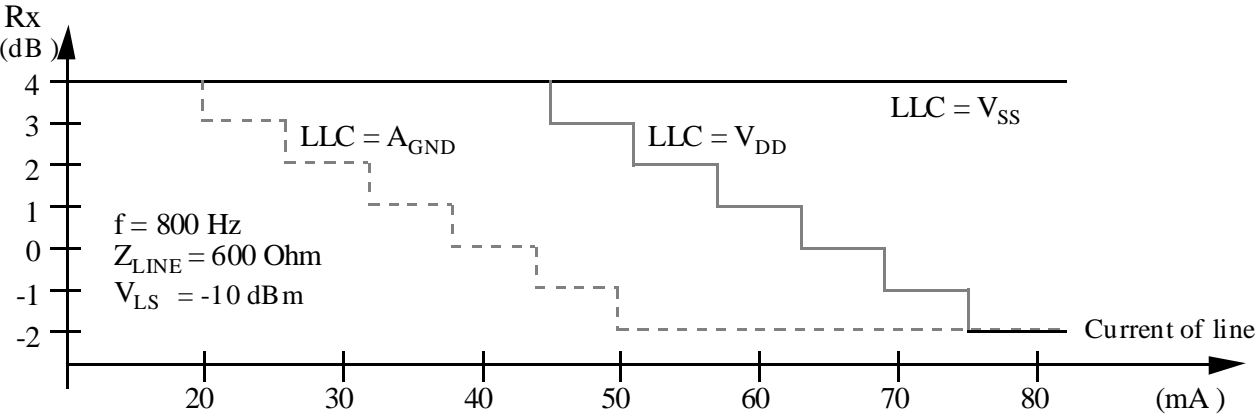 Rx
(dB )
4
3
2
1
0
-1
-2
LLC = V_SS
LLC = A_GND
LLC = V_DD
f = 800 Hz
Z_LINE = 600 Ohm
V_LS = -10 dBm
Current of line
20 30 40 50 60 70 80 (mA )